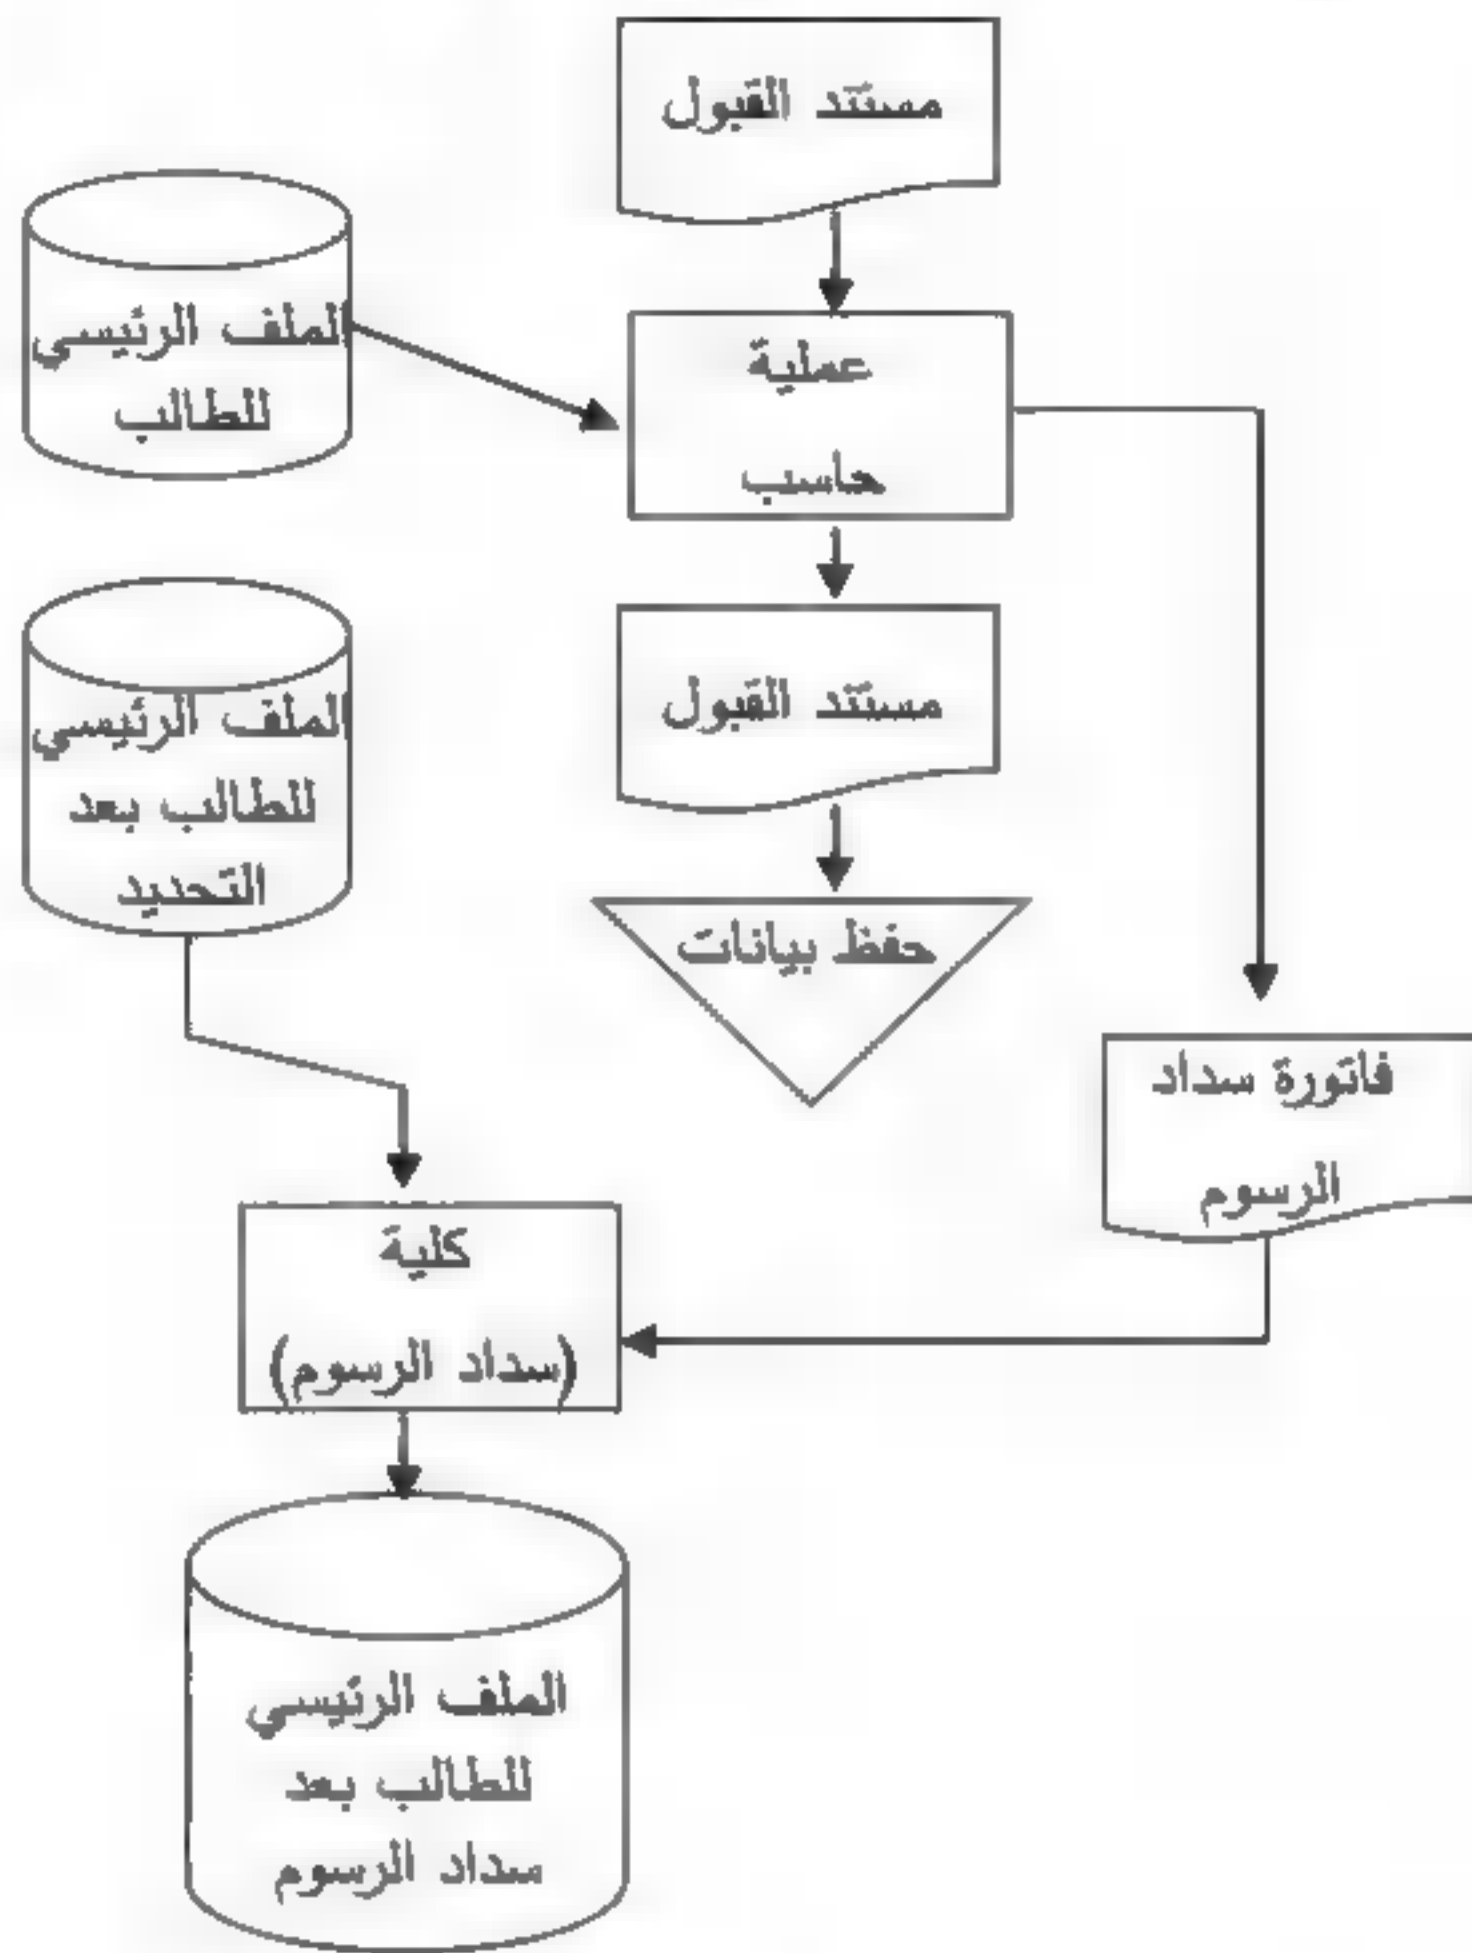 مستند القبول
الملف الرئيسي
للطالب
عملية
حاسب
الملف الرئيسي
للطالب بعد
التحديد
مستند القبول
حفظ بيانات
فاتورة سداد
الرسوم
كلية
(سداد الرسوم)
الملف الرئيسي
للطالب بعد
سداد الرسوم